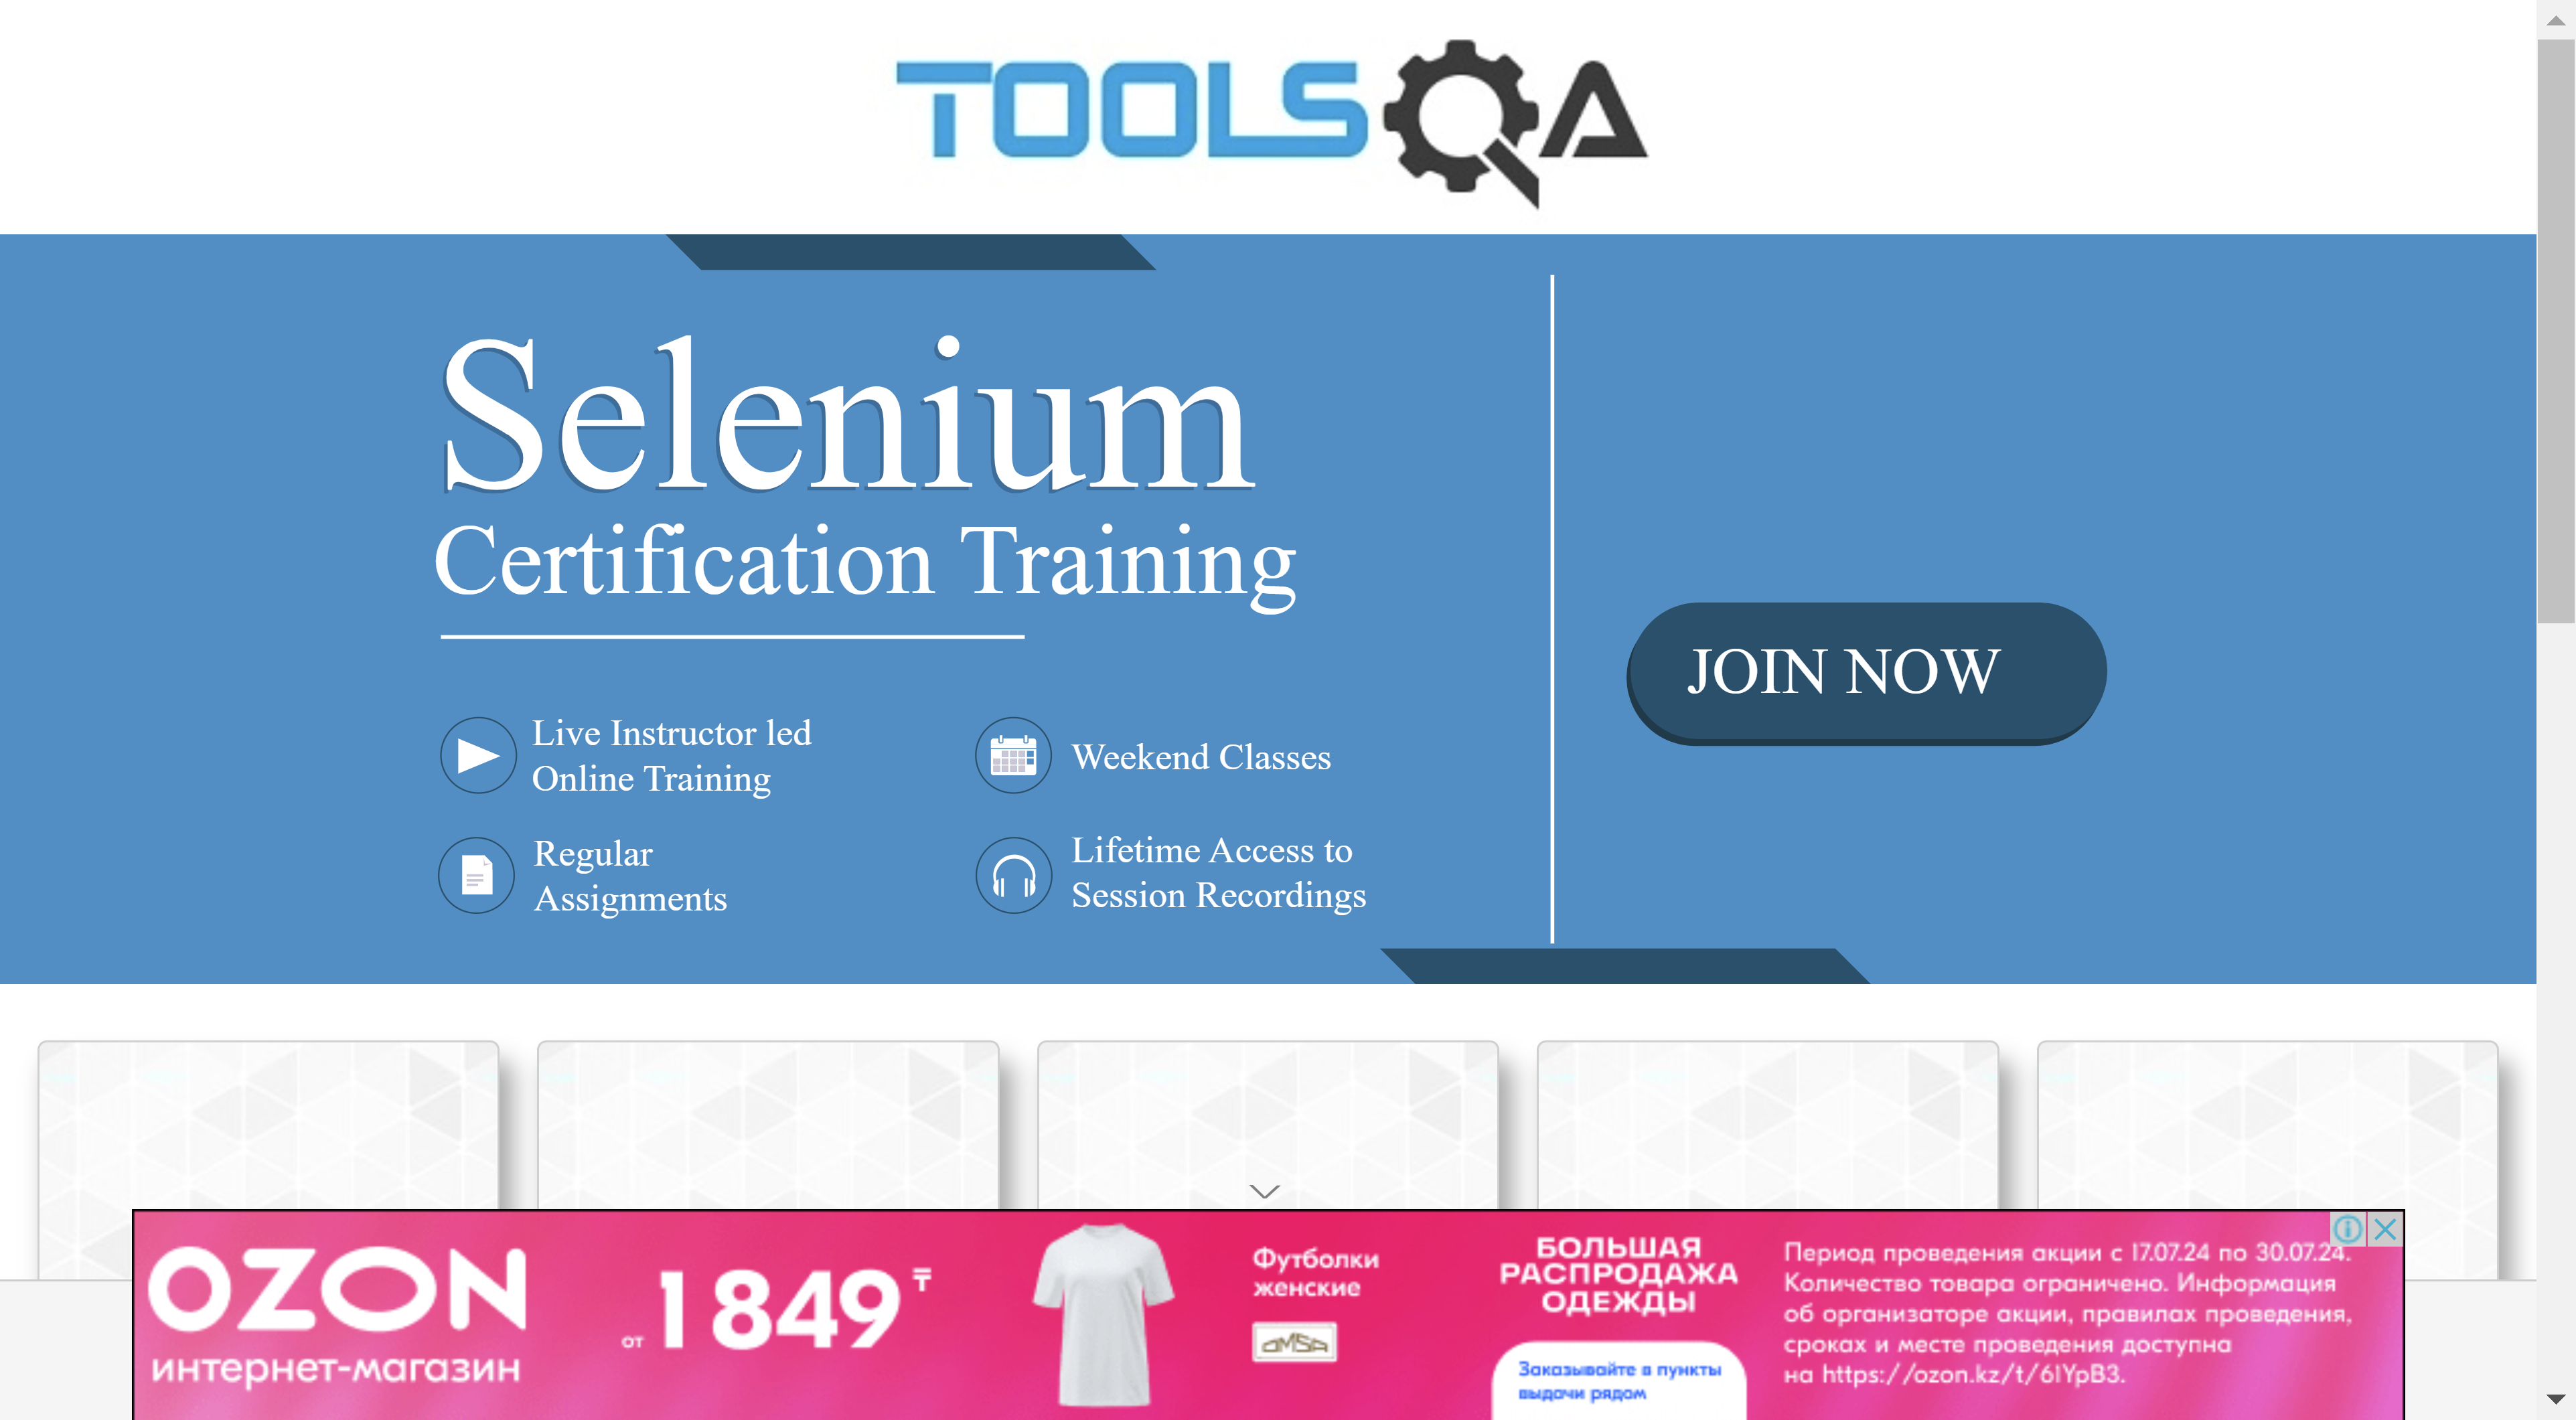 TOOLSQA
Selenium
Certification Training
Live Instructor led
Online Training
Weekend Classes
Regular
Assignments
Lifetime Access to
Session Recordings
JOIN NOW
OZON
интернет-магазин
от 1 849 ₸
Футболки
женские
OMSA
БОЛЬШАЯ
РАСПРОДАЖА
ОДЕЖДЫ
Заказывайте в пункты
выдачи рядом
Период проведения акции с 17.07.24 по 30.07.24.
Количество товара ограничено. Информация
об организаторе акции, правилах проведения,
сроках и месте проведения доступна
на https://ozon.kz/t/61YpB3.